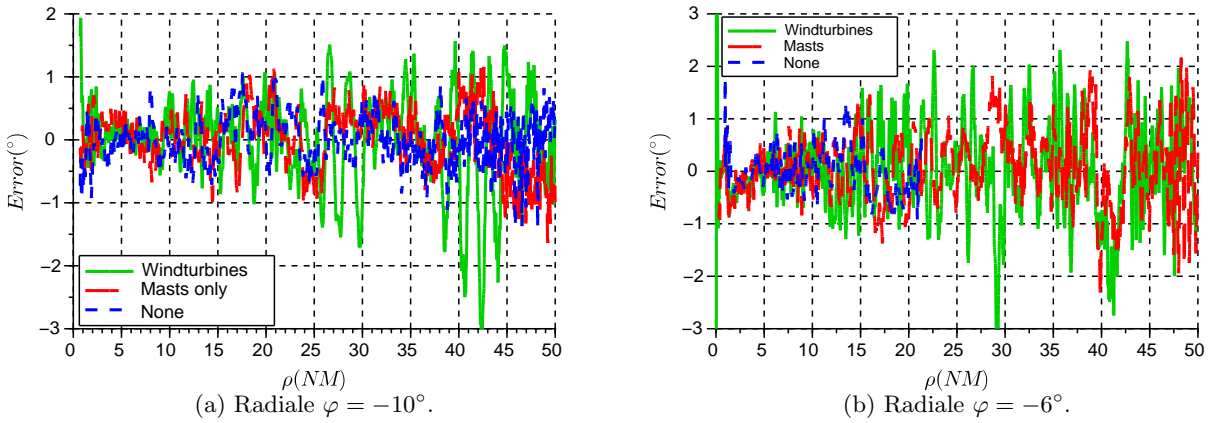 2
1
0
−1
−2
−3
Error(°)
Windturbines
Masts only
None
0 5 10 15 20 25 30 35 40 45 50
ρ(NM)
(a) Radiale φ = −10°.
3
2
1
0
−1
−2
−3
Error(°)
Windturbines
Masts
None
0 5 10 15 20 25 30 35 40 45 50
ρ(NM)
(b) Radiale φ = −6°.